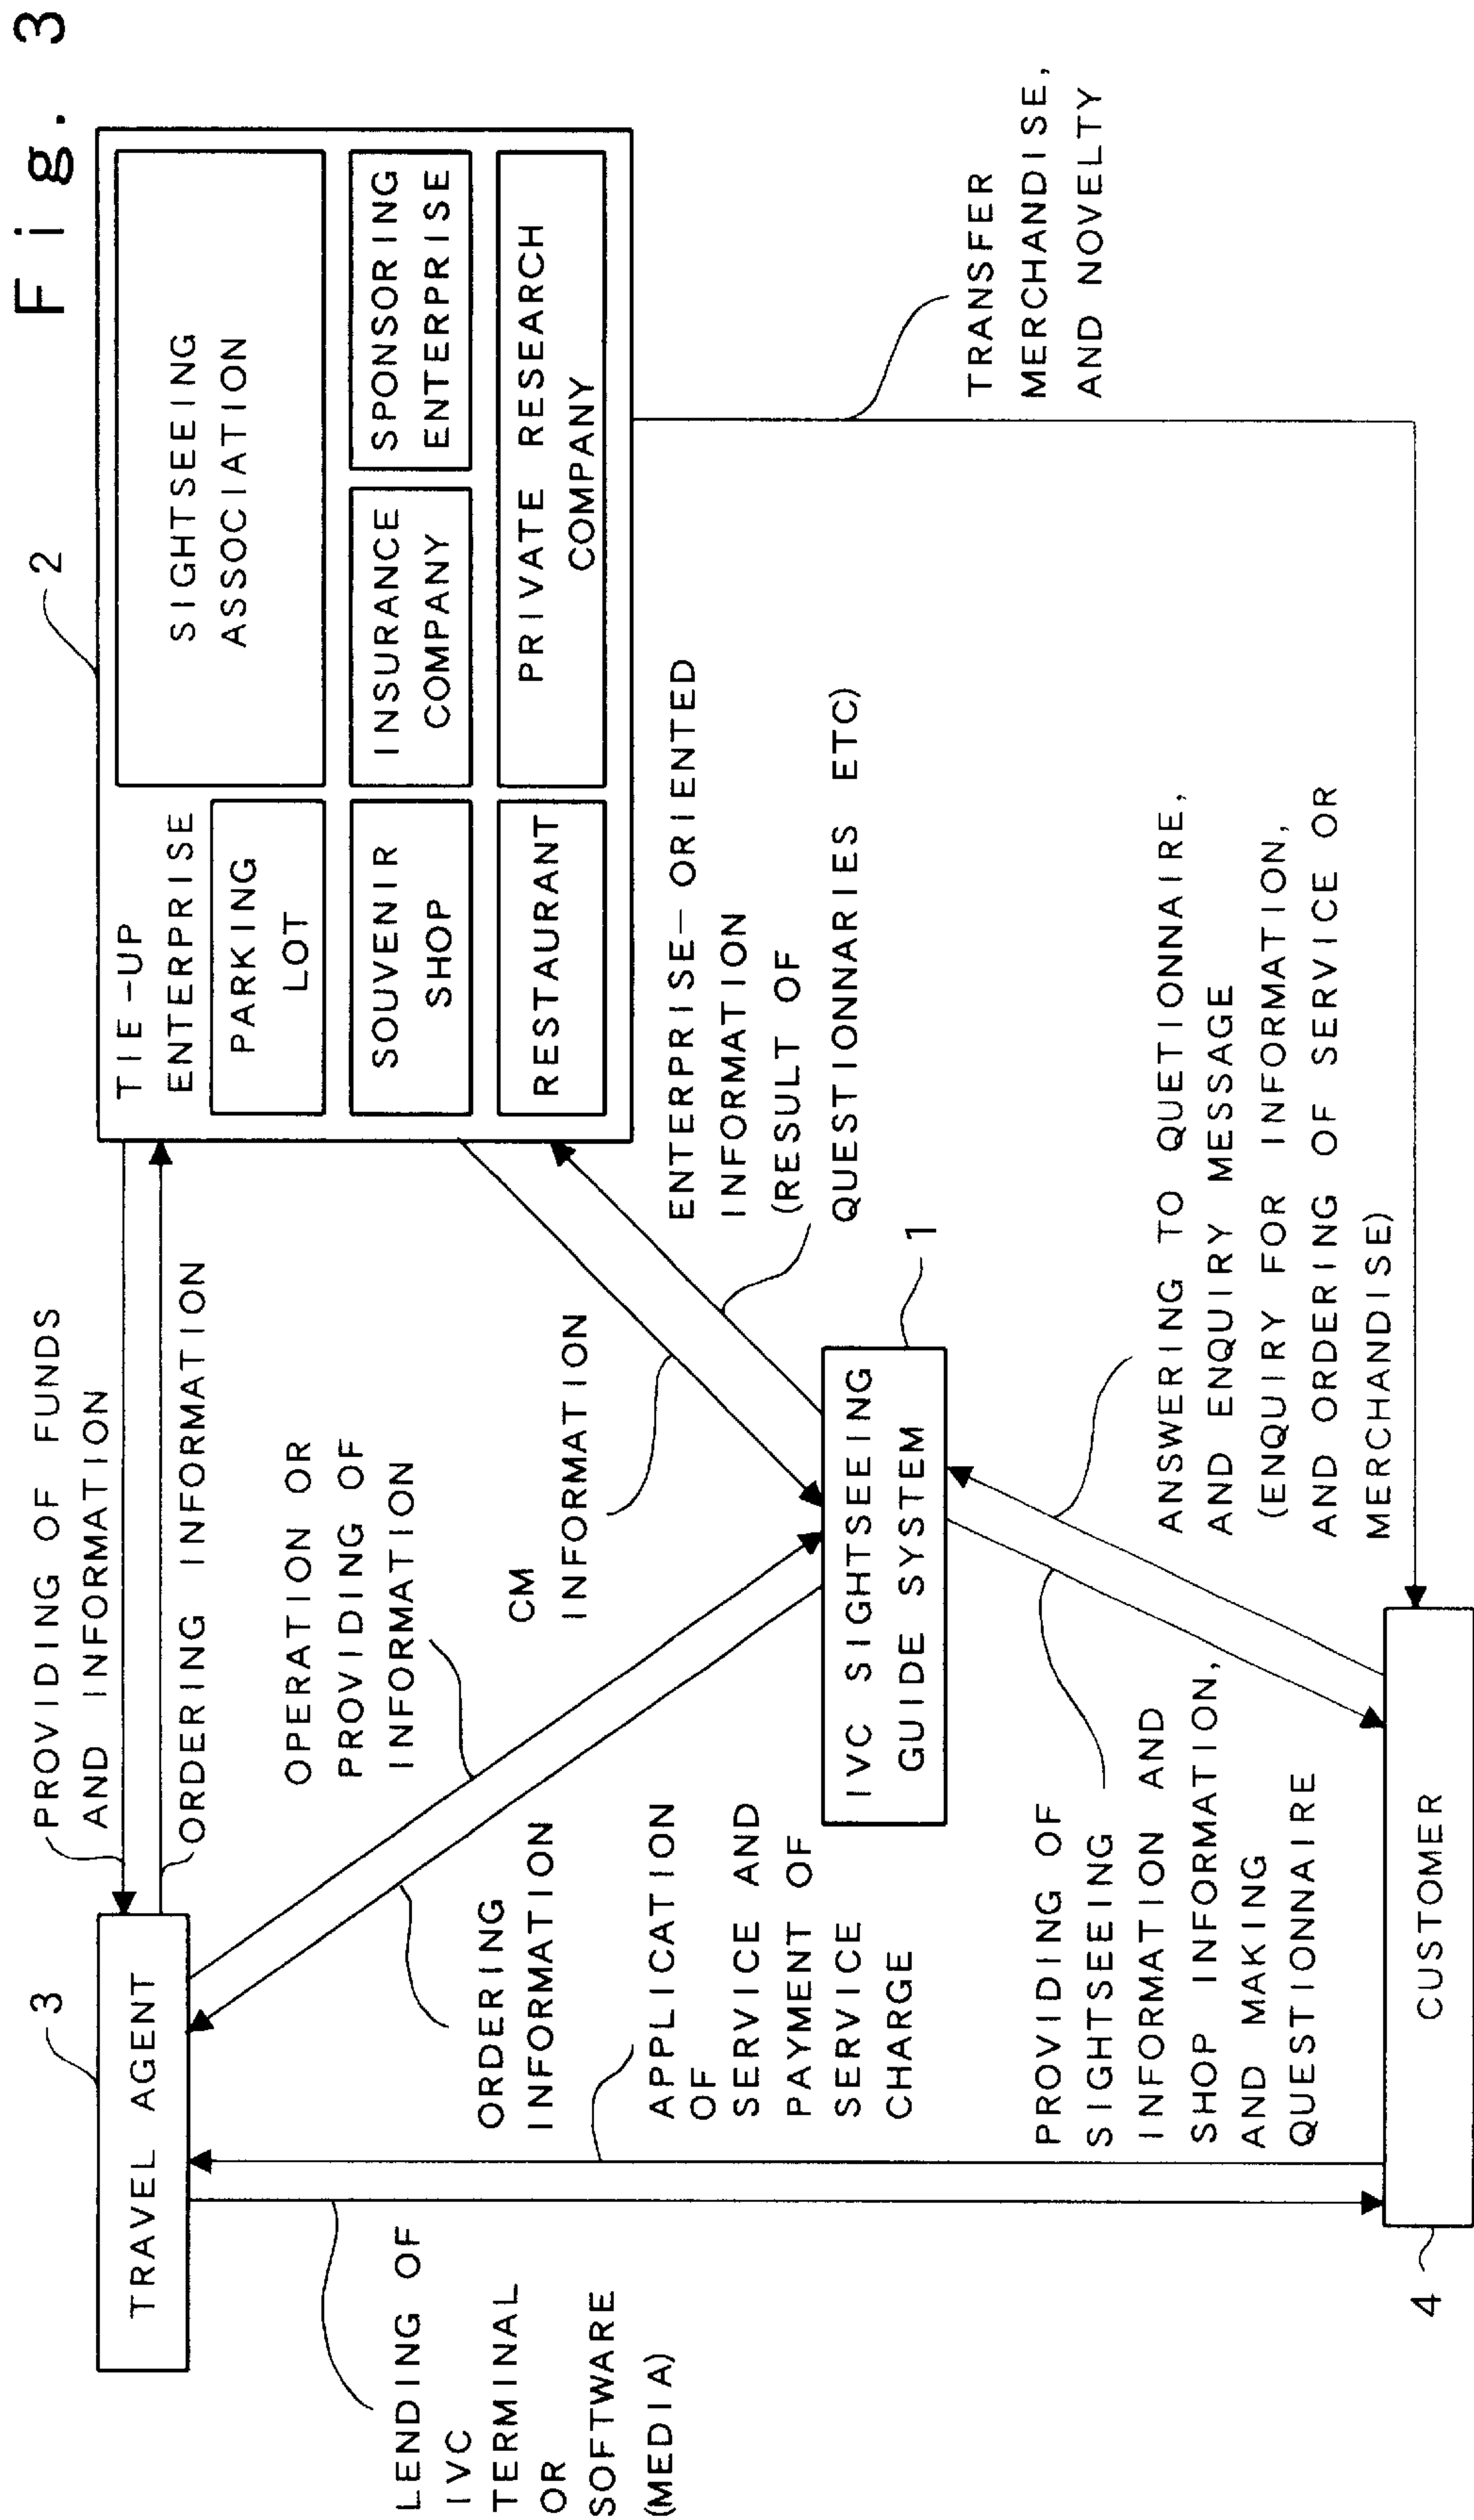 Fig. 3
3
TRAVEL AGENT
PROVIDING OF FUNDS
AND INFORMATION
ORDERING INFORMATION
2
TIE-UP
ENTERPRISE
SIGHTSEEING
ASSOCIATION
PARKING
LOT
SOUVENIR
SHOP
INSURANCE
COMPANY
SPONSORING
ENTERPRISE
RESTAURANT
PRIVATE RESEARCH
COMPANY
OPERATION OR
PROVIDING OF
INFORMATION
CM
INFORMATION
ENTERPRISE-ORIENTED
INFORMATION
(RESULT OF
QUESTIONNARIES ETC)
LENDING OF
IVC
TERMINAL
OR
SOFTWARE
(MEDIA)
ORDERING
INFORMATION
APPLICATION
OF
SERVICE AND
PAYMENT OF
SERVICE
CHARGE
1
IVC SIGHTSEEING
GUIDE SYSTEM
TRANSFER
MERCHANDISE,
AND NOVELTY
PROVIDING OF
SIGHTSEEING
INFORMATION AND
SHOP INFORMATION,
AND MAKING
QUESTIONNAIRE
ANSWERING TO QUETIONNAIRE,
AND ENQUIRY MESSAGE
(ENQUIRY FOR INFORMATION,
AND ORDERING OF SERVICE OR
MERCHANDISE)
4
CUSTOMER